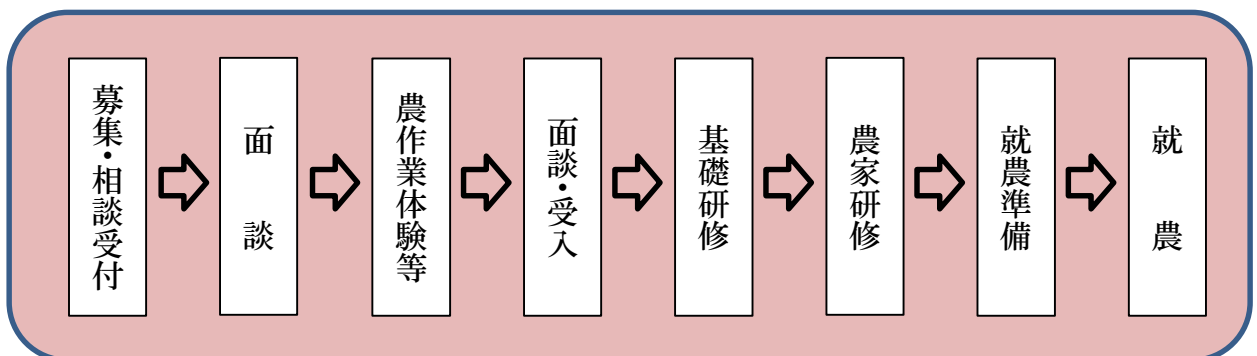 募集・相談受付
面談
農作業体験等
面談・受入
基礎研修
農家研修
就農準備
就農